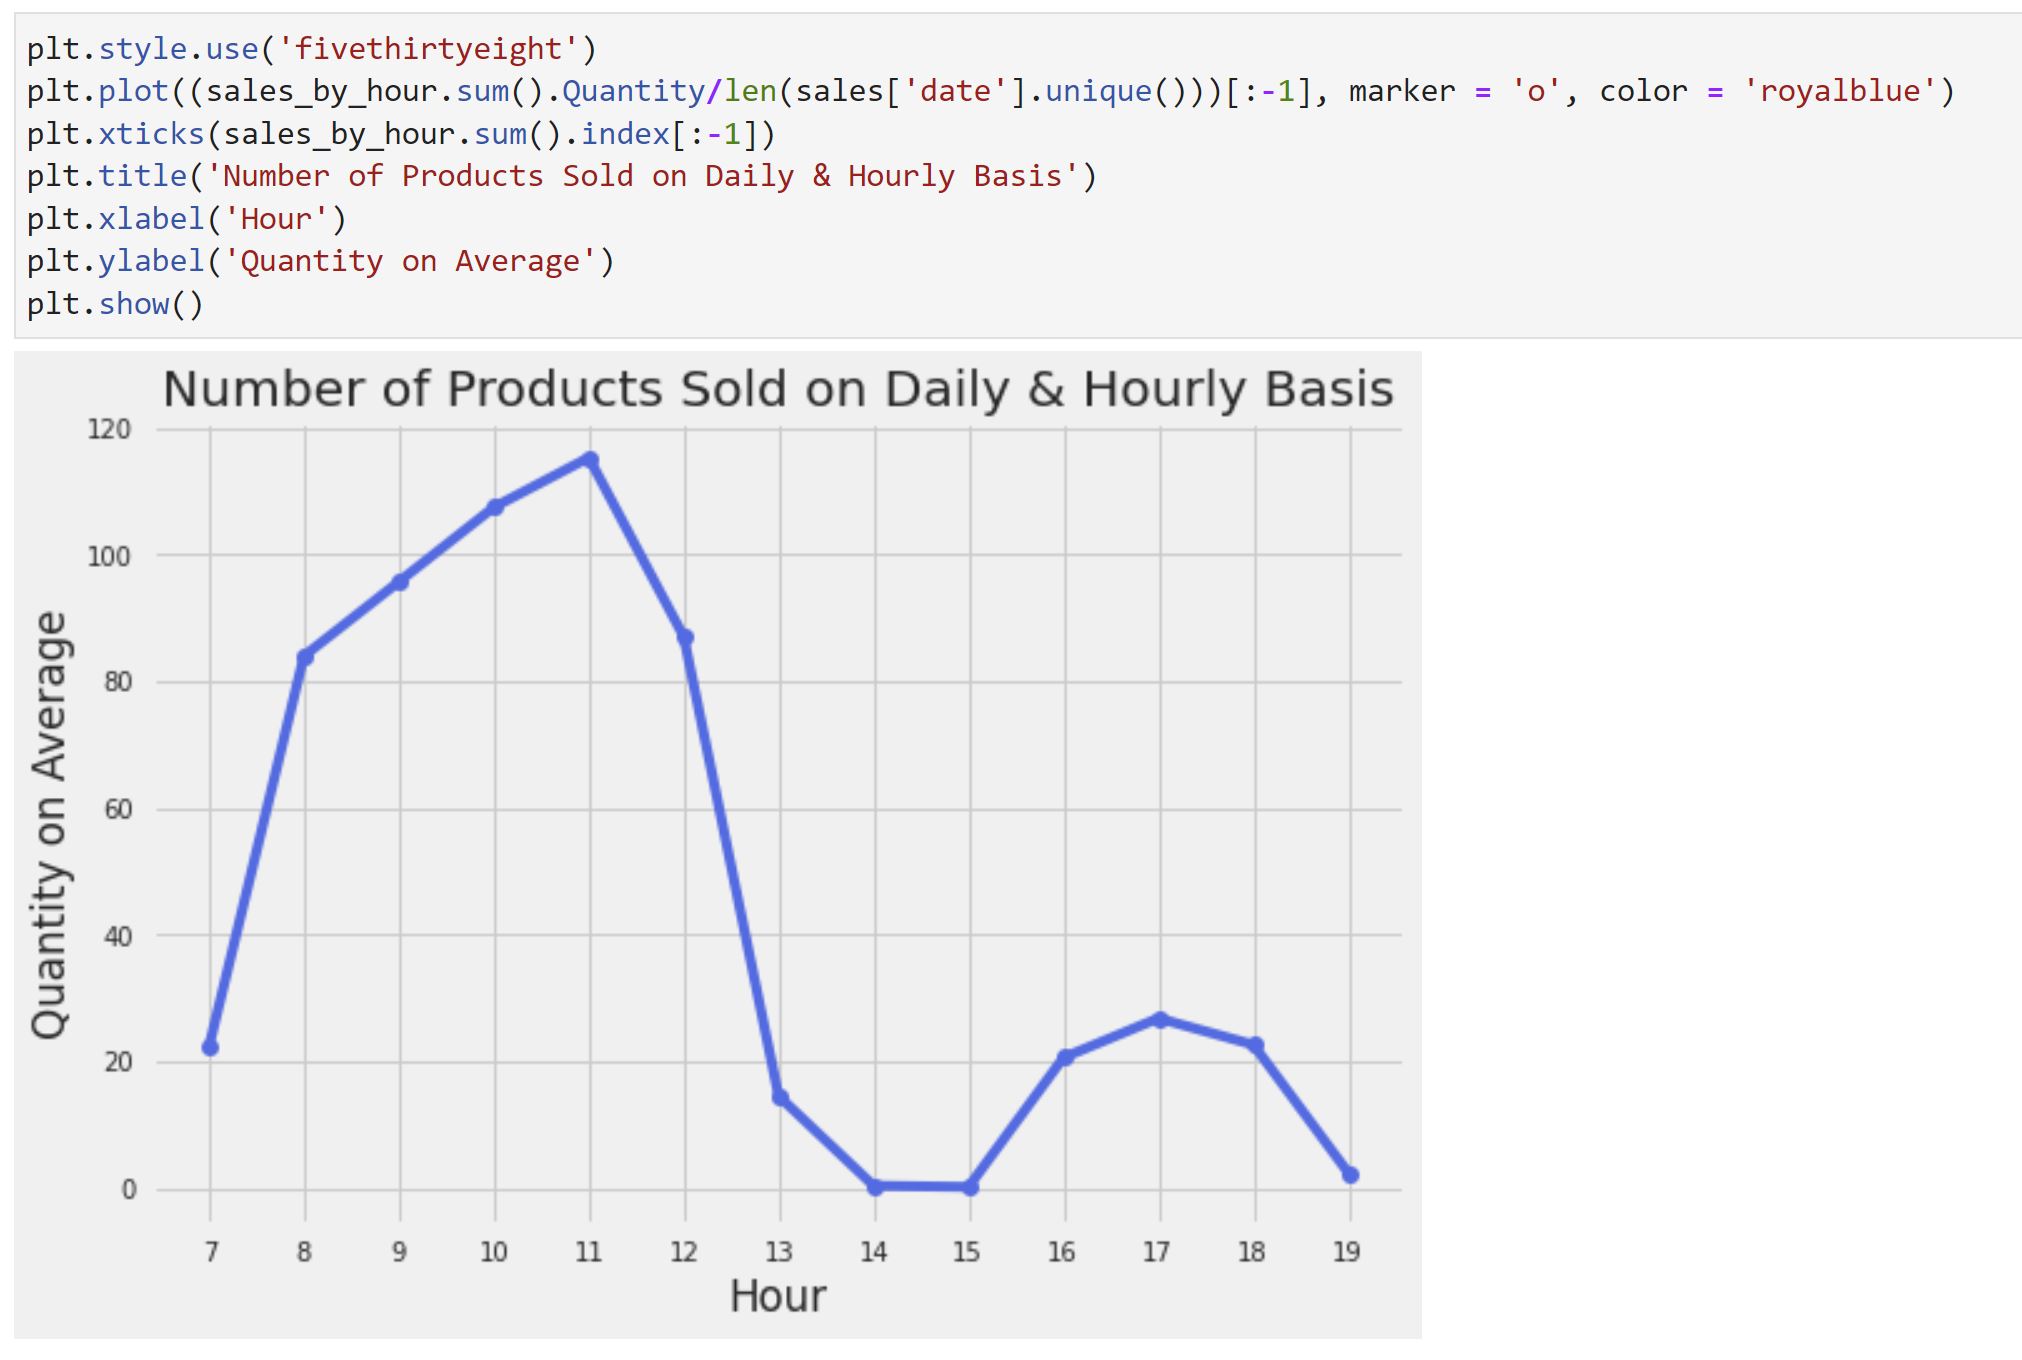 plt.style.use('fivethirtyeight')
plt.plot((sales_by_hour.sum().Quantity/len(sales['date'].unique()))[:-1], marker = 'o', color = 'royalblue')
plt.xticks(sales_by_hour.sum().index[:-1])
plt.title('Number of Products Sold on Daily & Hourly Basis')
plt.xlabel('Hour')
plt.ylabel('Quantity on Average')
plt.show()
Number of Products Sold on Daily & Hourly Basis
Quantity on Average
120
100
80
60
40
20
0
7 8 9 10 11 12 13 14 15 16 17 18 19
Hour